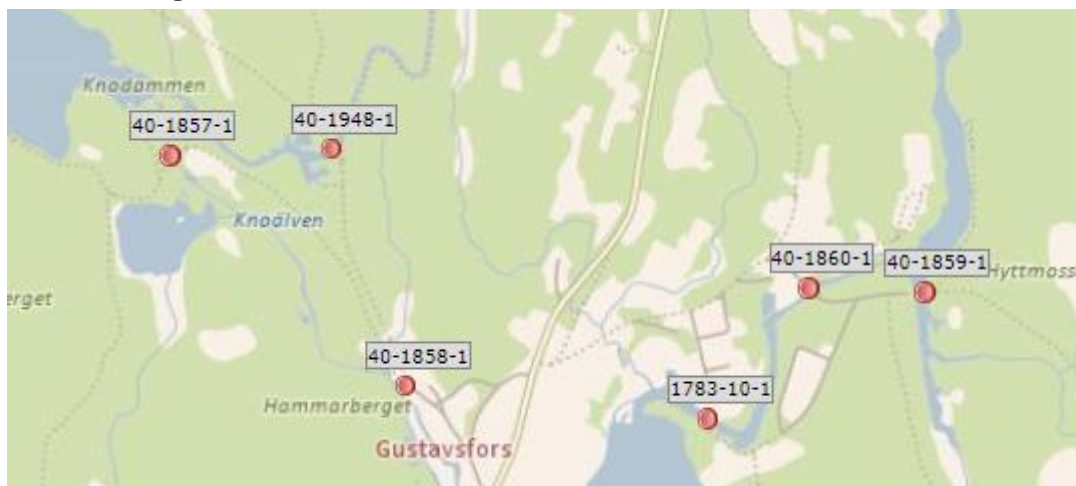 Knodammen
40-1857-1
40-1948-1
Knoälven
40-1860-1
40-1859-1
Hyttmoss
erget
40-1858-1
1783-10-1
Hammarberget
Gustavsfors